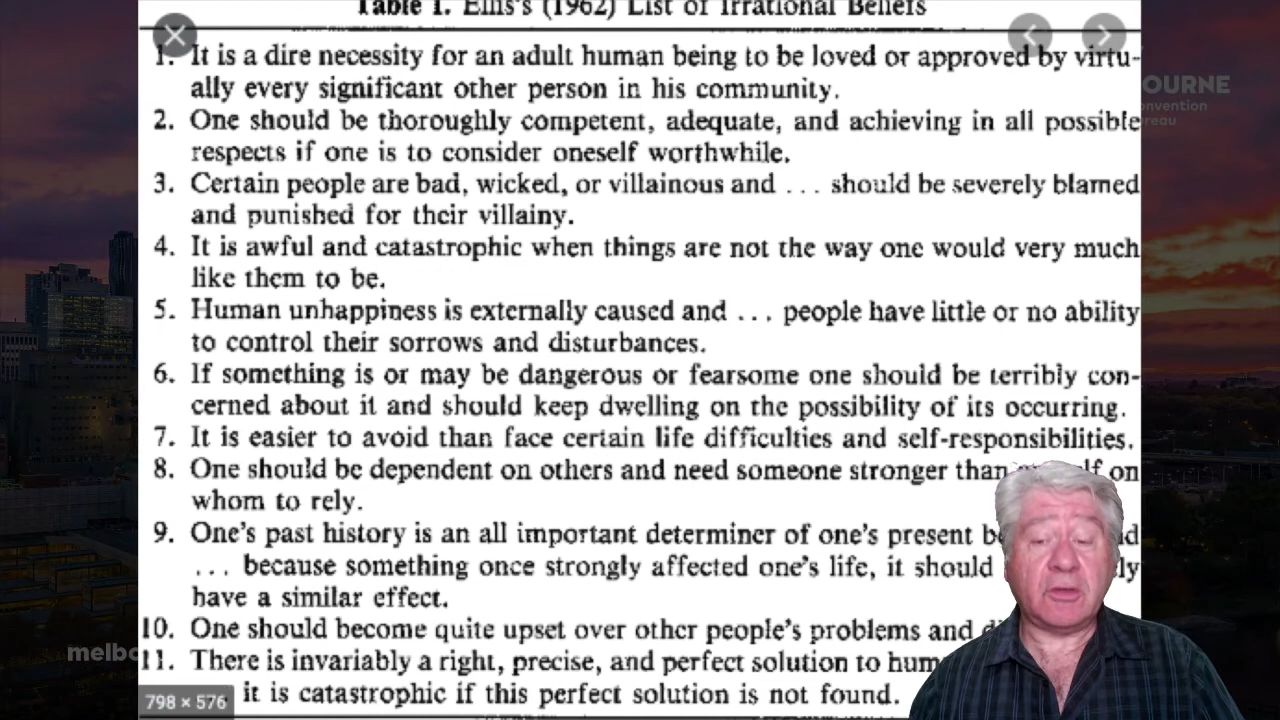 Table 1. Ellis's (1962) List of Irrational Beliefs
1. It is a dire necessity for an adult human being to be loved or approved by virtu-
ally every significant other person in his community.
2. One should be thoroughly competent, adequate, and achieving in all possible
respects if one is to consider oneself worthwhile.
3. Certain people are bad, wicked, or villainous and ... should be severely blamed
and punished for their villainy.
4. It is awful and catastrophic when things are not the way one would very much
like them to be.
5. Human unhappiness is externally caused and ... people have little or no ability
to control their sorrows and disturbances.
6. If something is or may be dangerous or fearsome one should be terribly con-
cerned about it and should keep dwelling on the possibility of its occurring.
7. It is easier to avoid than face certain life difficulties and self-responsibilities.
8. One should be dependent on others and need someone stronger than on
whom to rely.
9. One's past history is an all important determiner of one's present
... because something once strongly affected one's life, it should
have a similar effect.
10. One should become quite upset over other people's problems and
11. There is invariably a right, precise, and perfect solution to
it is catastrophic if this perfect solution is not found.
798 × 576
OURNE
onvention
reau
melbo